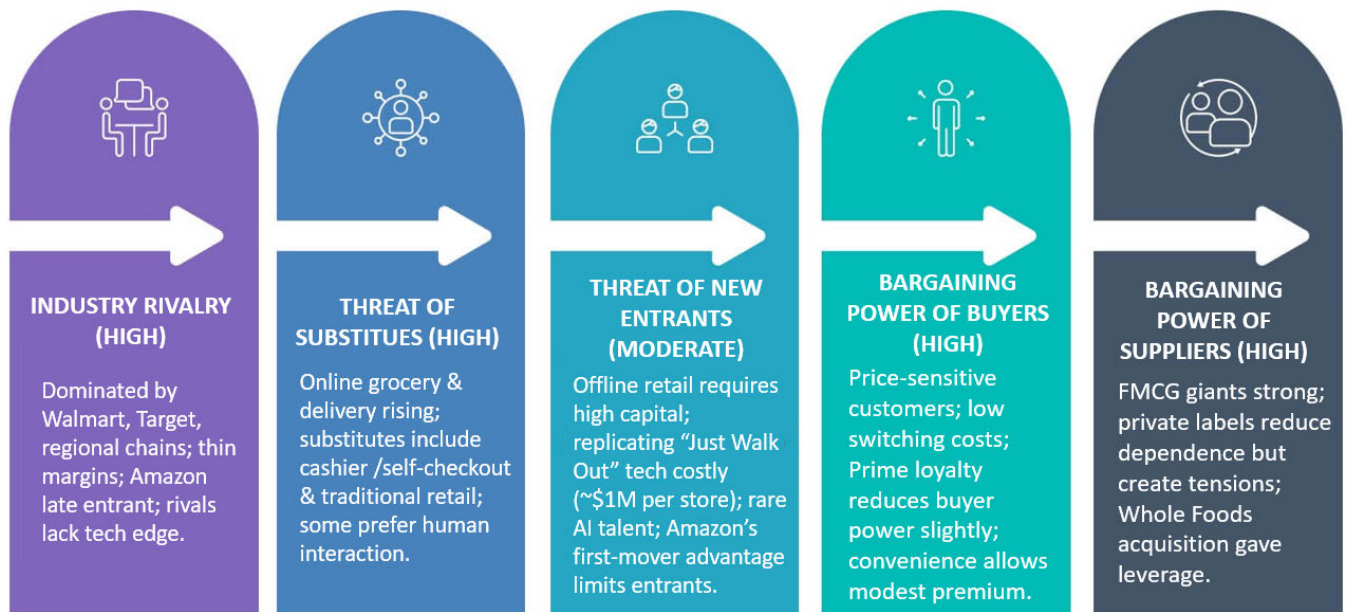 INDUSTRY RIVALRY
(HIGH)
Dominated by
Walmart, Target,
regional chains; thin
margins; Amazon
late entrant; rivals
lack tech edge.
THREAT OF
SUBSTITUES (HIGH)
Online grocery &
delivery rising;
substitutes include
cashier /self-checkout
& traditional retail;
some prefer human
interaction.
THREAT OF NEW
ENTRANTS
(MODERATE)
Offline retail requires
high capital;
replicating “Just Walk
Out” tech costly
(~$1M per store); rare
AI talent; Amazon’s
first-mover advantage
limits entrants.
BARGAINING
POWER OF BUYERS
(HIGH)
Price-sensitive
customers; low
switching costs;
Prime loyalty
reduces buyer
power slightly;
convenience allows
modest premium.
BARGAINING
POWER OF
SUPPLIERS (HIGH)
FMCG giants strong;
private labels reduce
dependence but
create tensions;
Whole Foods
acquisition gave
leverage.